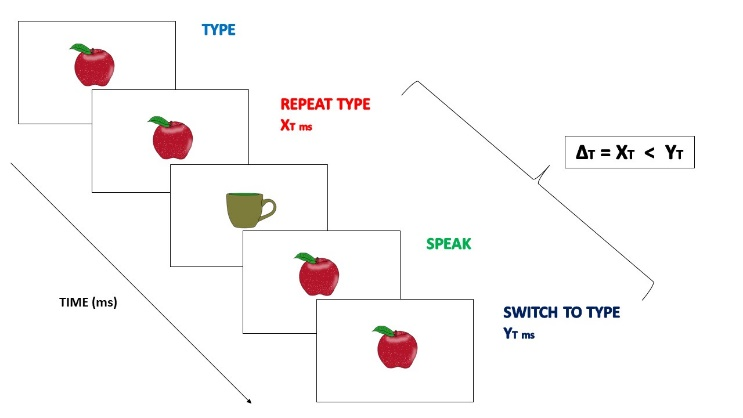 TYPE
REPEAT TYPE
XT ms
ΔT = XT < YT
SPEAK
TIME (ms)
SWITCH TO TYPE
YT ms